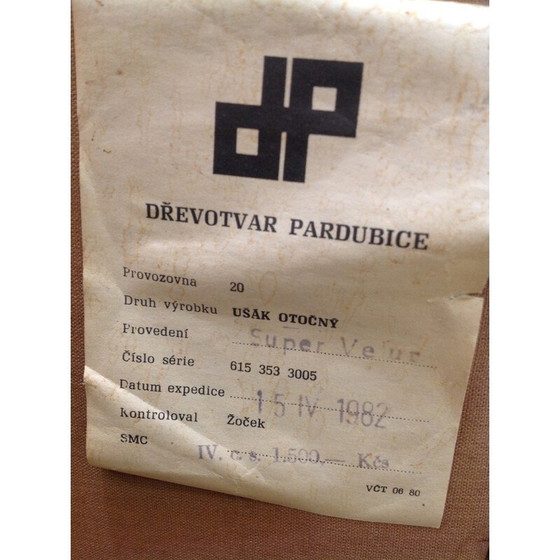 dp
DŘEVOTVAR PARDUBICE
Provozovna 20
Druh výrobku UŠÁK OTOČNÝ
Provedení Super Velur
Číslo série 615 353 3005
Datum expedice 15 IV 1982
Kontroloval Žoček
SMC IV. c. s. 1.500,— Kčs
VČT 06 80